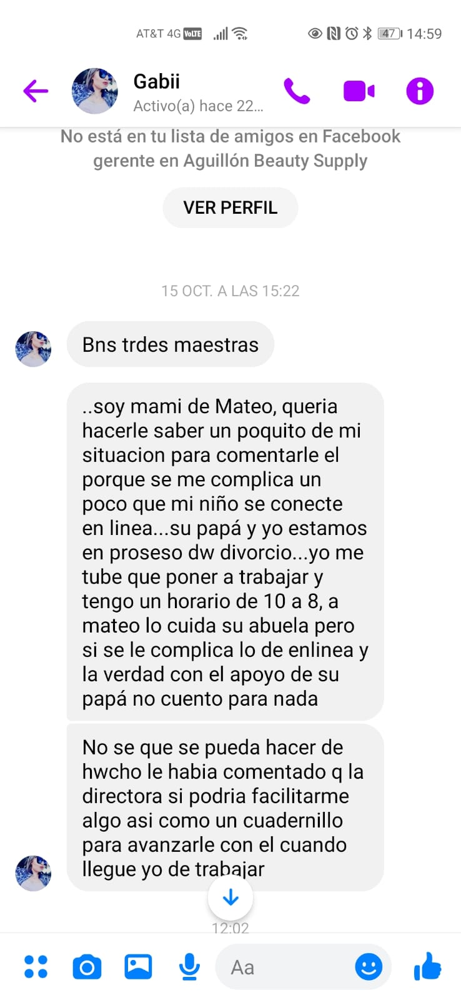 AT&T 4G VoLTE 47 14:59
Gabii
Activo(a) hace 22...
No está en tu lista de amigos en Facebook
gerente en Aguillón Beauty Supply
VER PERFIL
15 OCT. A LAS 15:22
Bns trdes maestras
..soy mami de Mateo, queria
hacerle saber un poquito de mi
situacion para comentarle el
porque se me complica un
poco que mi niño se conecte
en linea...su papá y yo estamos
en proseso dw divorcio...yo me
tube que poner a trabajar y
tengo un horario de 10 a 8, a
mateo lo cuida su abuela pero
si se le complica lo de enlinea y
la verdad con el apoyo de su
papá no cuento para nada
No se que se pueda hacer de
hwcho le habia comentado q la
directora si podria facilitarme
algo asi como un cuadernillo
para avanzarle con el cuando
llegue yo de trabajar
12:02
Aa